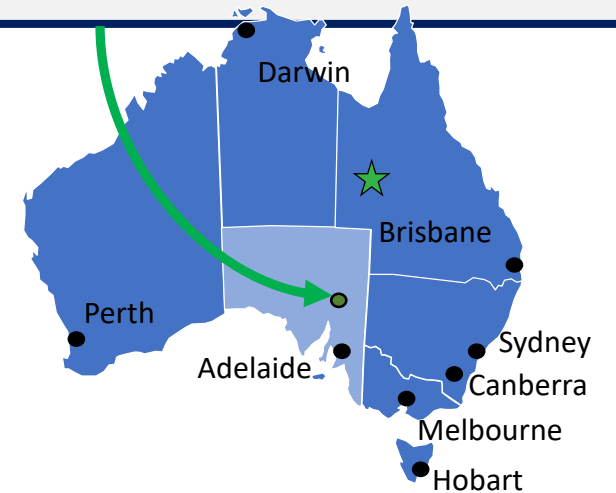 Darwin
Brisbane
Perth
Sydney
Adelaide
Canberra
Melbourne
Hobart